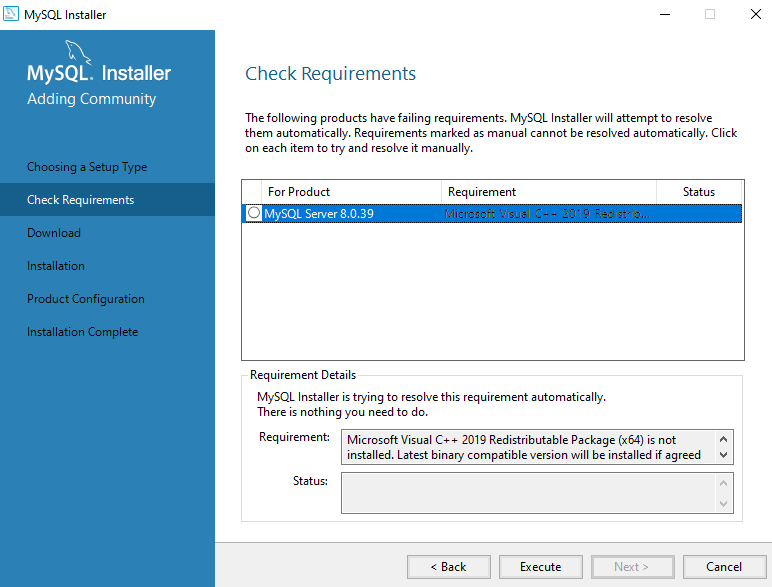 MySQL Installer
MySQL. Installer
Adding Community
Choosing a Setup Type
Check Requirements
Download
Installation
Product Configuration
Installation Complete
Check Requirements
The following products have failing requirements. MySQL Installer will attempt to resolve
them automatically. Requirements marked as manual cannot be resolved automatically. Click
on each item to try and resolve it manually.
For Product Requirement Status
MySQL Server 8.0.39 Microsoft Visual C++ 2019 Redistrib...
Requirement Details
MySQL Installer is trying to resolve this requirement automatically.
There is nothing you need to do.
Requirement: Microsoft Visual C++ 2019 Redistributable Package (x64) is not
installed. Latest binary compatible version will be installed if agreed
Status:
< Back Execute Next > Cancel